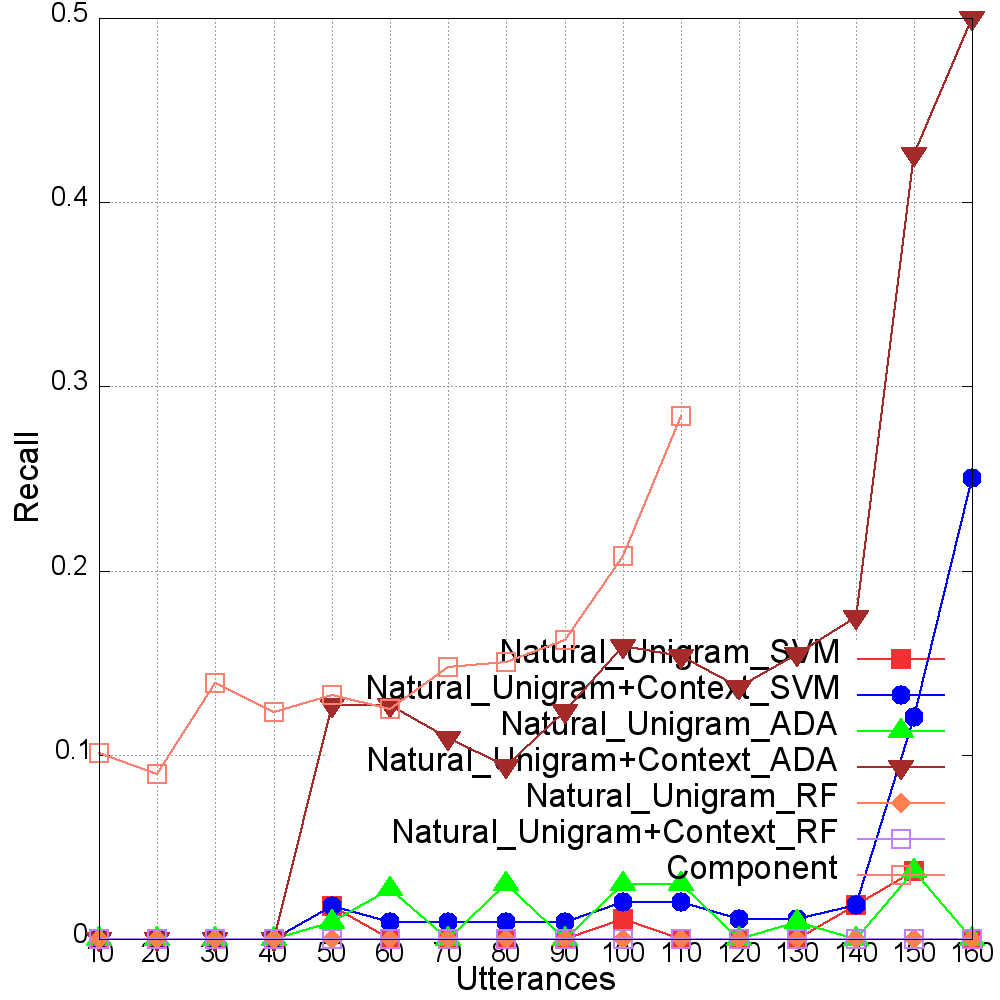 0.5
0.4
0.3
0.2
0.1
0
Recall
Natural_Unigram_SVM
Natural_Unigram+Context_SVM
Natural_Unigram_ADA
Natural_Unigram+Context_ADA
Natural_Unigram_RF
Natural_Unigram+Context_RF
Component
10 20 30 40 50 60 70 80 90 100 110 120 130 140 150 160
Utterances